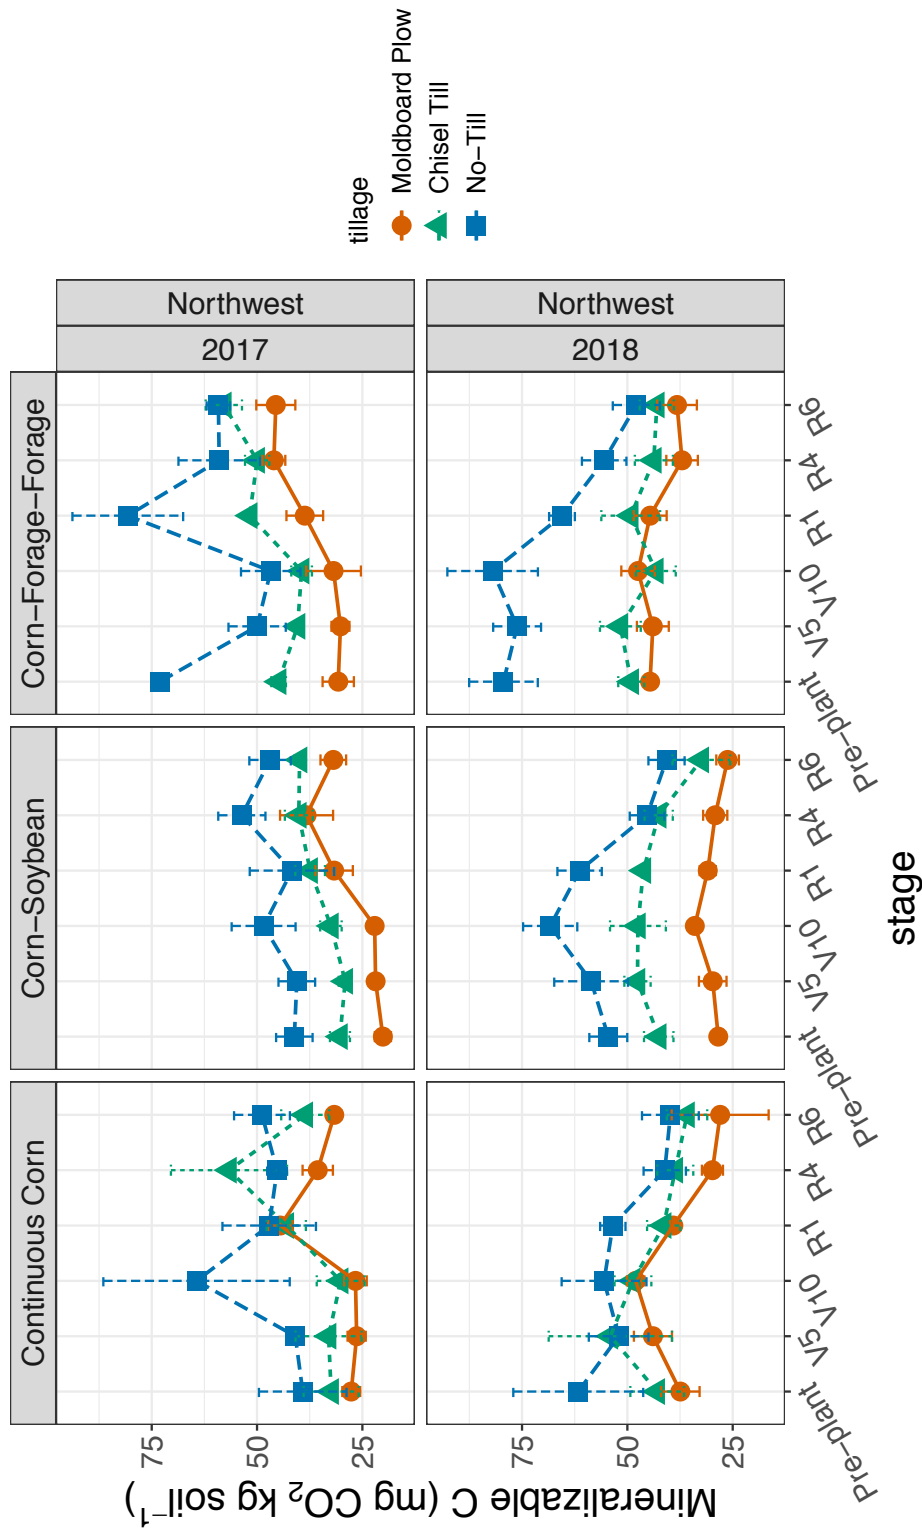 Continuous Corn
Corn−Soybean
Corn−Forage−Forage
2017
Northwest
2018
Northwest
75
50
25
75
50
25
Mineralizable C (mg CO₂ kg soil⁻¹)
Pre−plant
V5
V10
R1
R4
R6
Pre−plant
V5
V10
R1
R4
R6
Pre−plant
V5
V10
R1
R4
R6
stage
tillage
Moldboard Plow
Chisel Till
No−Till